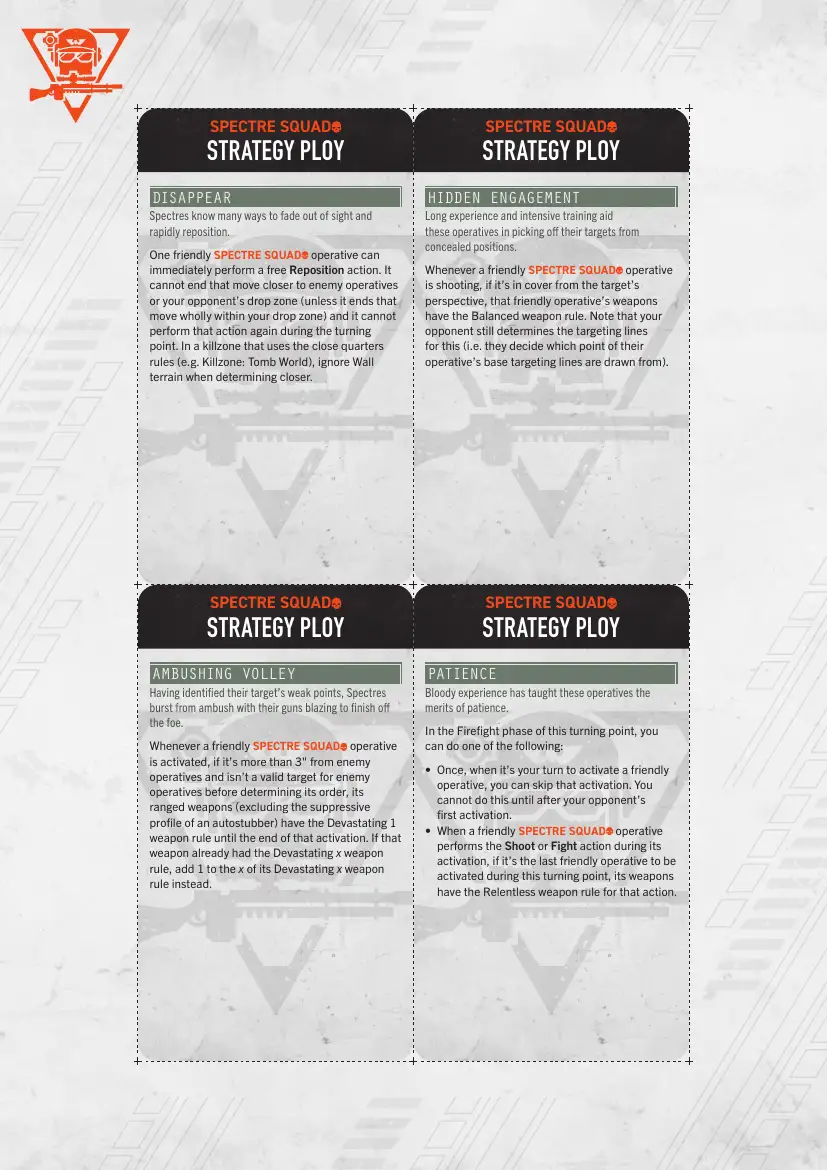 SPECTRE SQUAD
STRATEGY PLOY
DISAPPEAR
Spectres know many ways to fade out of sight and
rapidly reposition.
One friendly SPECTRE SQUAD operative can
immediately perform a free Reposition action. It
cannot end that move closer to enemy operatives
or your opponent's drop zone (unless it ends that
move wholly within your drop zone) and it cannot
perform that action again during the turning
point. In a killzone that uses the close quarters
rules (e.g. Killzone: Tomb World), ignore Wall
terrain when determining closer.
SPECTRE SQUAD
STRATEGY PLOY
HIDDEN ENGAGEMENT
Long experience and intensive training aid
these operatives in picking off their targets from
concealed positions.
Whenever a friendly SPECTRE SQUAD operative
is shooting, if it's in cover from the target's
perspective, that friendly operative's weapons
have the Balanced weapon rule. Note that your
opponent still determines the targeting lines
for this (i.e. they decide which point of their
operative's base targeting lines are drawn from).
SPECTRE SQUAD
STRATEGY PLOY
AMBUSHING VOLLEY
Having identified their target's weak points, Spectres
burst from ambush with their guns blazing to finish off
the foe.
Whenever a friendly SPECTRE SQUAD operative
is activated, if it's more than 3" from enemy
operatives and isn't a valid target for enemy
operatives before determining its order, its
ranged weapons (excluding the suppressive
profile of an autostubber) have the Devastating 1
weapon rule until the end of that activation. If that
weapon already had the Devastating x weapon
rule, add 1 to the x of its Devastating x weapon
rule instead.
SPECTRE SQUAD
STRATEGY PLOY
PATIENCE
Bloody experience has taught these operatives the
merits of patience.
In the Firefight phase of this turning point, you
can do one of the following:
• Once, when it's your turn to activate a friendly
operative, you can skip that activation. You
cannot do this until after your opponent's
first activation.
• When a friendly SPECTRE SQUAD operative
performs the Shoot or Fight action during its
activation, if it's the last friendly operative to be
activated during this turning point, its weapons
have the Relentless weapon rule for that action.